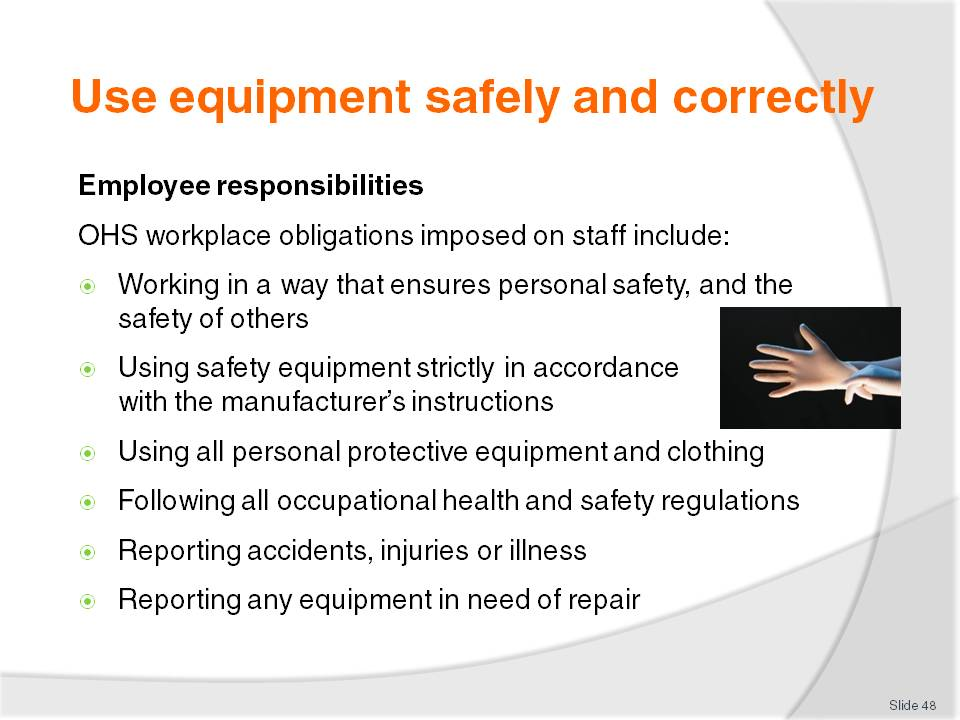 Use equipment safely and correctly
Employee responsibilities
OHS workplace obligations imposed on staff include:
Working in a way that ensures personal safety, and the
safety of others
Using safety equipment strictly in accordance
with the manufacturer’s instructions
Using all personal protective equipment and clothing
Following all occupational health and safety regulations
Reporting accidents, injuries or illness
Reporting any equipment in need of repair
Slide 48